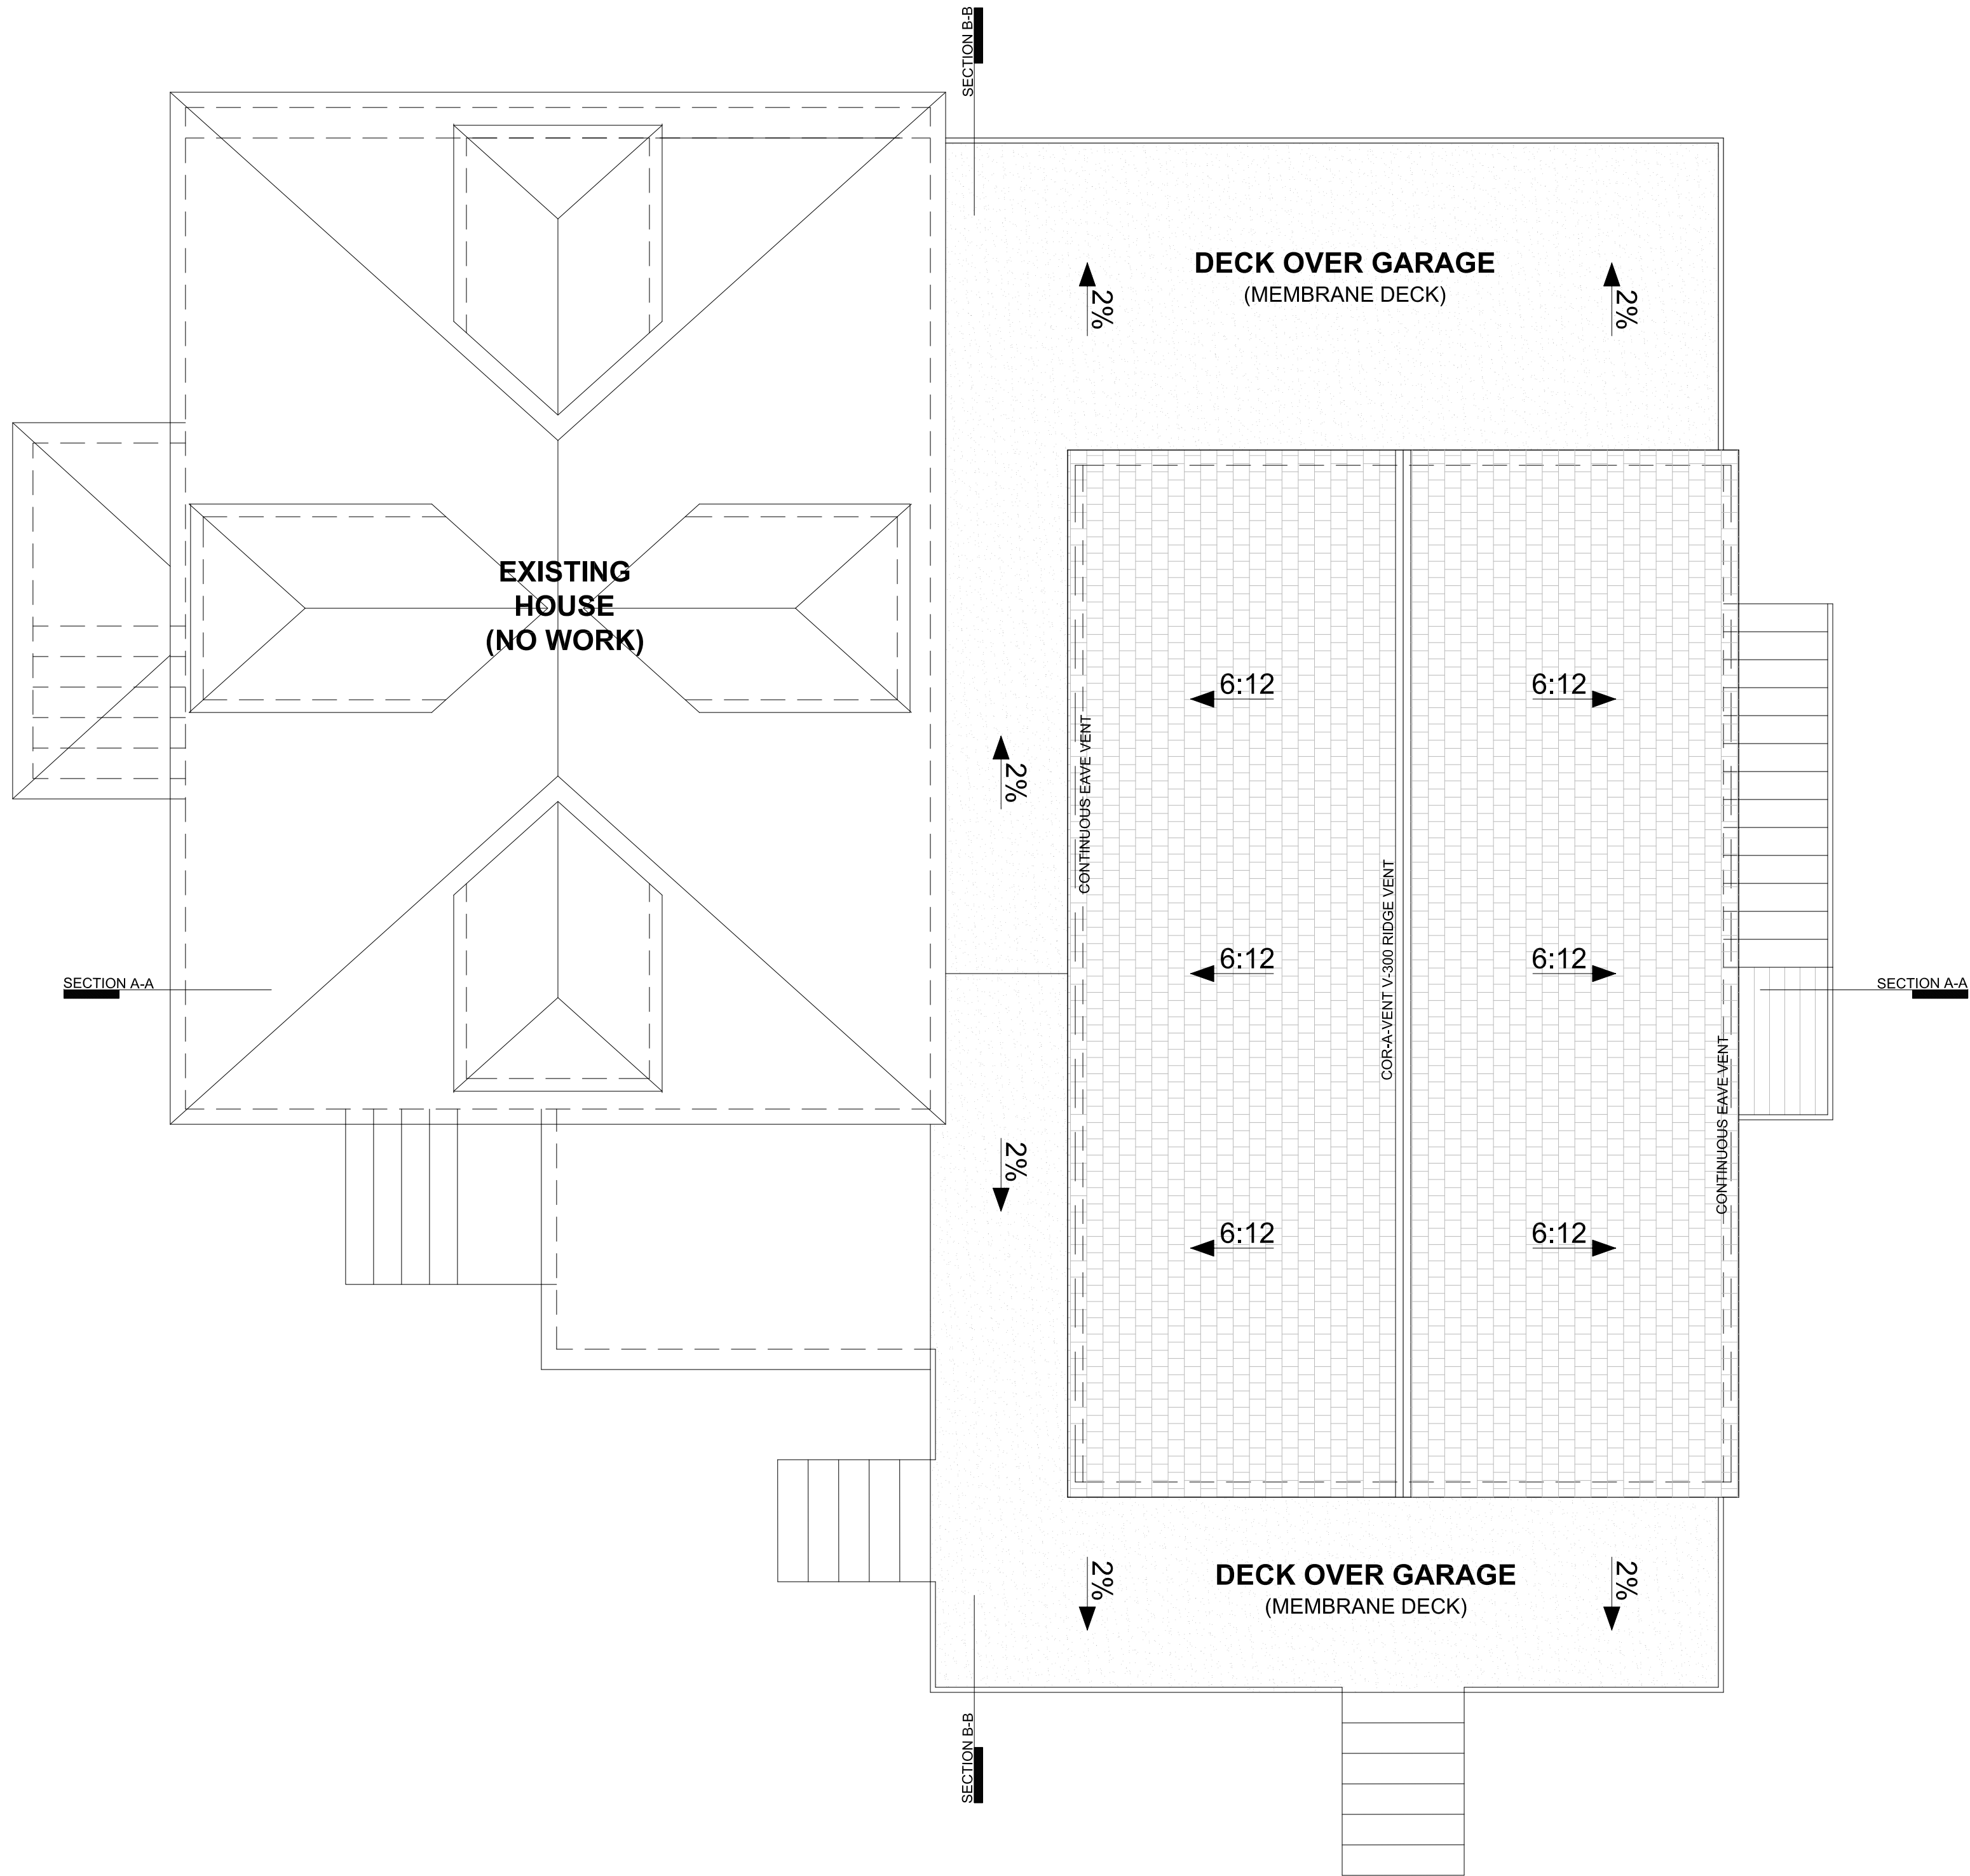 SECTION B-B
DECK OVER GARAGE
(MEMBRANE DECK)
2%
2%
EXISTING
HOUSE
(NO WORK)
6:12
6:12
CONTINUOUS EAVE VENT
2%
COR-A-VENT V-300 RIDGE VENT
6:12
6:12
SECTION A-A
SECTION A-A
CONTINUOUS EAVE VENT
2%
6:12
6:12
DECK OVER GARAGE
(MEMBRANE DECK)
2%
2%
SECTION B-B